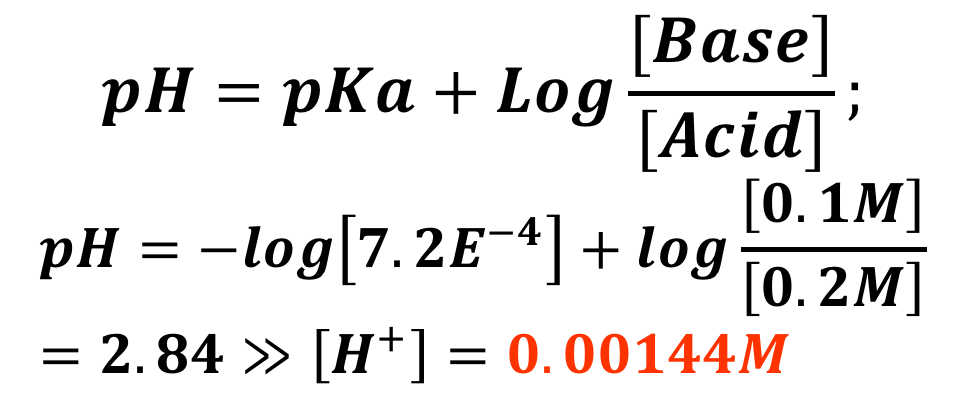 pH = pKa + Log [Base]/[Acid] ;
pH = −log[7.2E⁻⁴] + log [0.1M]/[0.2M]
= 2.84 ≫ [H⁺] = 0.00144M